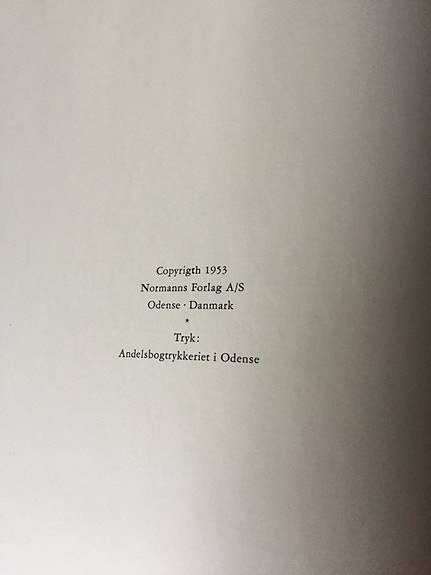 Copyrigth 1953
Normanns Forlag A/S
Odense · Danmark
*
Tryk:
Andelsbogtrykkeriet i Odense